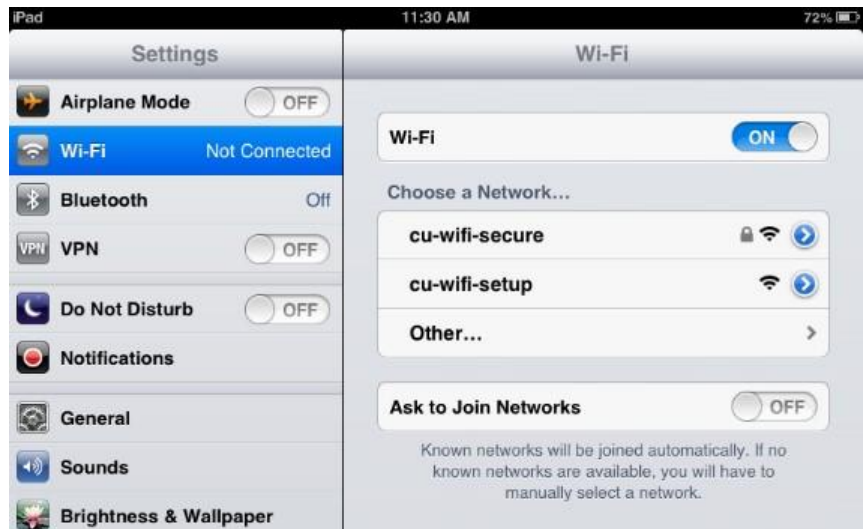 iPad 11:30 AM 72%
Settings
Airplane Mode OFF
Wi-Fi Not Connected
Bluetooth Off
VPN VPN OFF
Do Not Disturb OFF
Notifications
General
Sounds
Brightness & Wallpaper
Wi-Fi
Wi-Fi ON
Choose a Network...
cu-wifi-secure
cu-wifi-setup
Other...
Ask to Join Networks OFF
Known networks will be joined automatically. If no
known networks are available, you will have to
manually select a network.